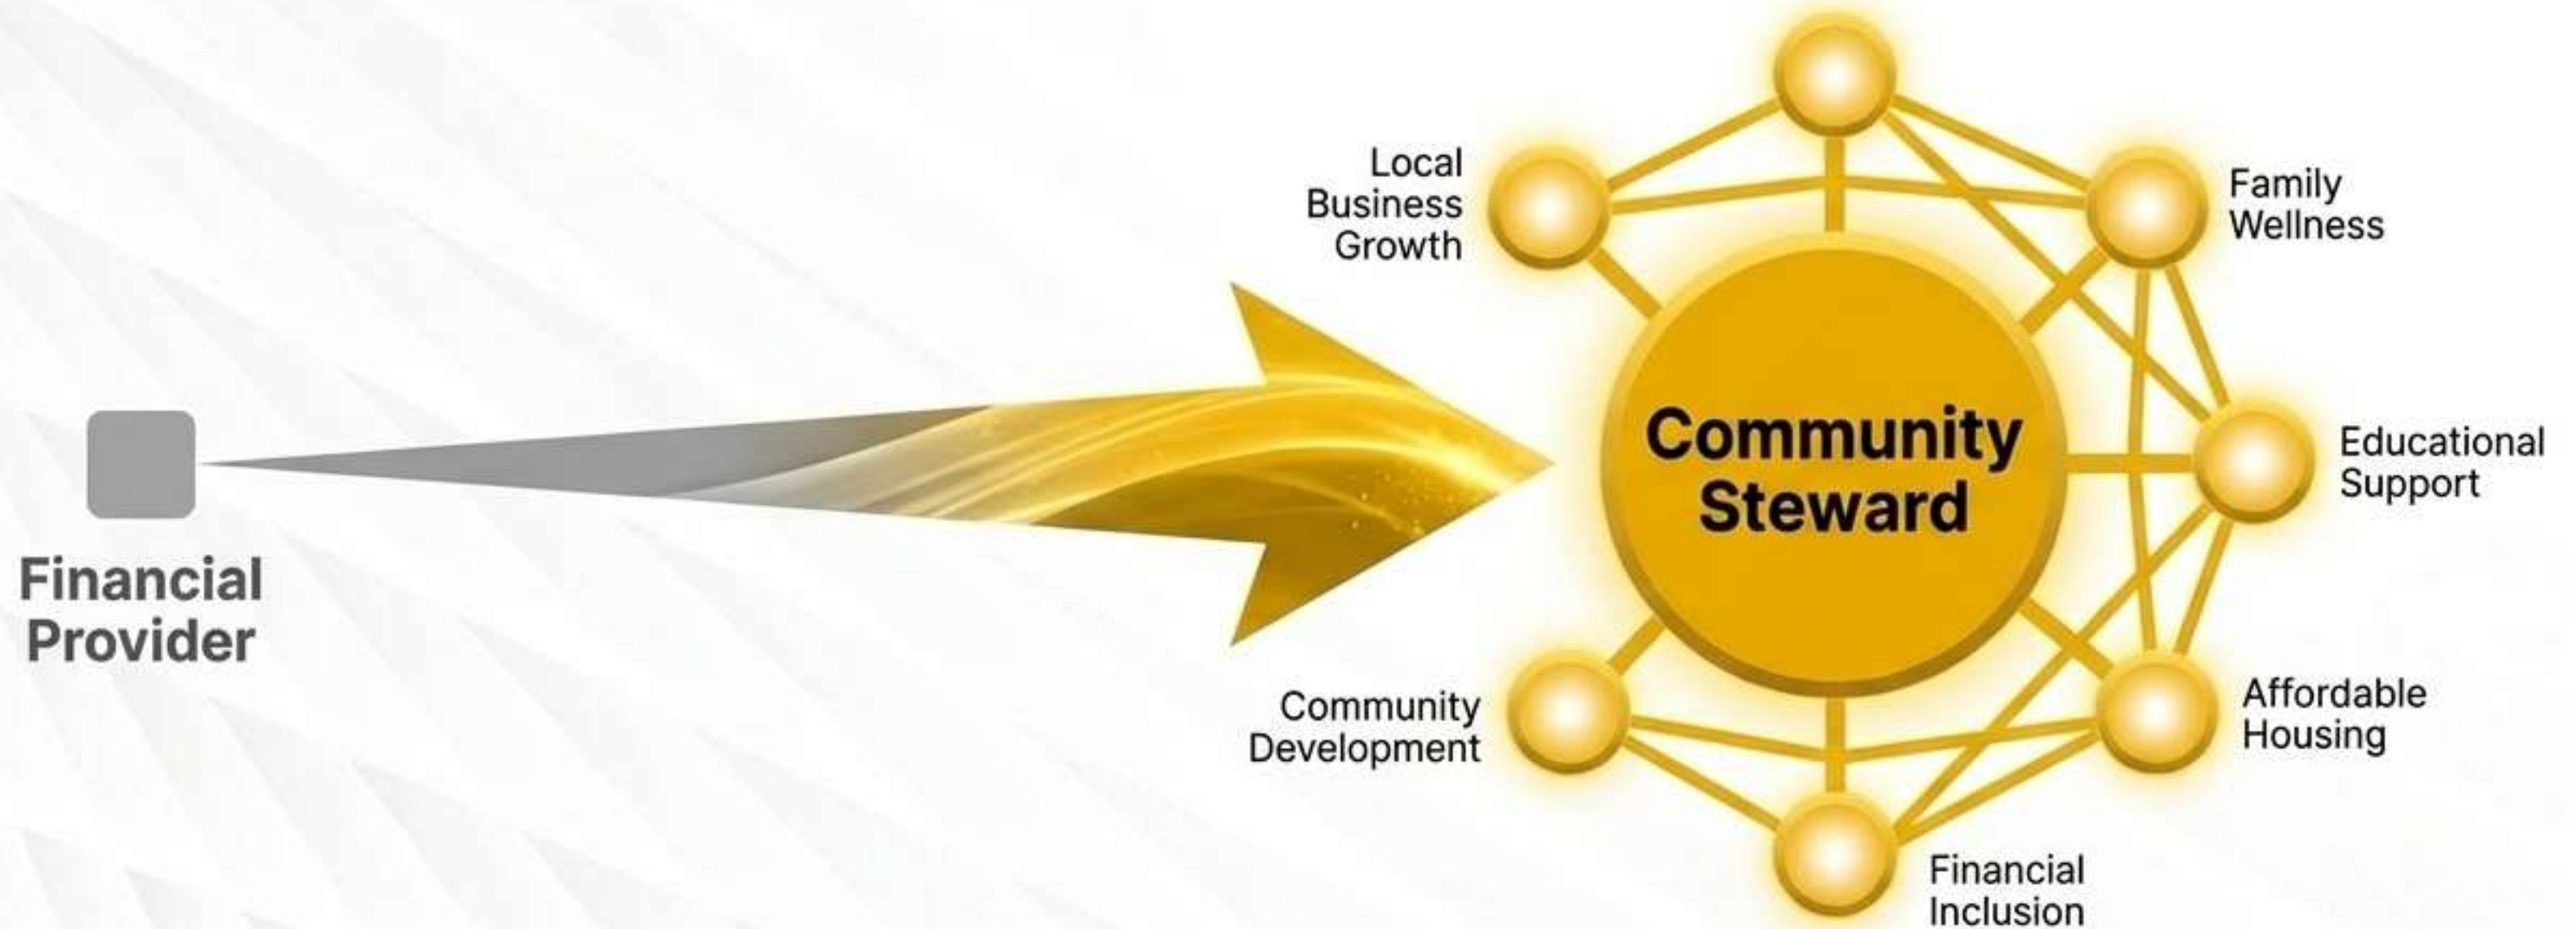 Financial
Provider
Local
Business
Growth
Family
Wellness
Community
Steward
Educational
Support
Community
Development
Affordable
Housing
Financial
Inclusion